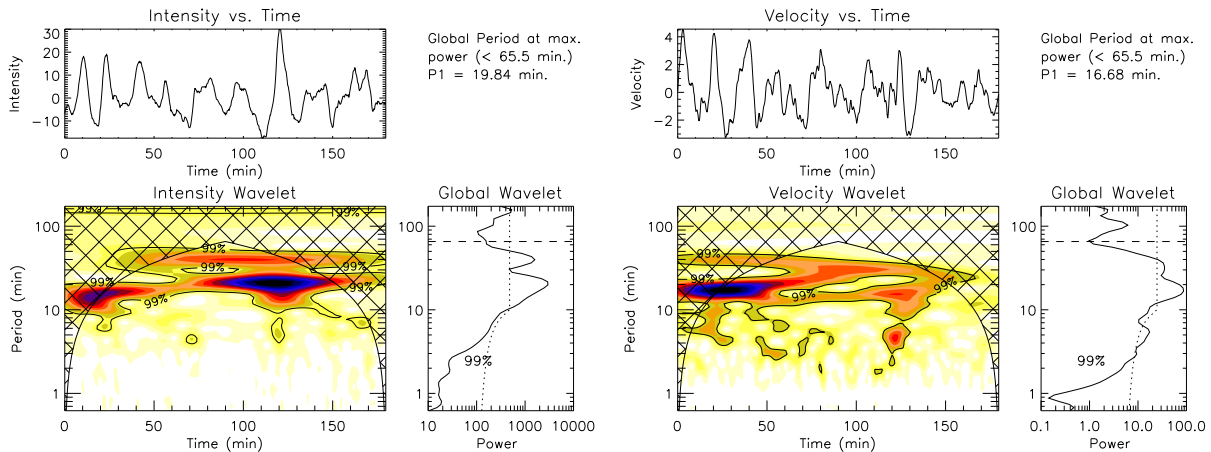 Intensity vs. Time
30
20
10
0
−10
Intensity
0
50
100
150
Time (min)
Global Period at max.
power (< 65.5 min.)
P1 = 19.84 min.
Velocity vs. Time
4
2
0
−2
Velocity
0
50
100
150
Time (min)
Global Period at max.
power (< 65.5 min.)
P1 = 16.68 min.
Intensity Wavelet
100
10
1
Period (min)
99%
99%
99%
99%
99%
99%
99%
99%
0
50
100
150
Time (min)
Global Wavelet
99%
10
100
1000
10000
Power
Velocity Wavelet
100
10
1
Period (min)
99%
99%
99%
99%
0
50
100
150
Time (min)
Global Wavelet
100
10
1
99%
0.1
1.0
10.0
100.0
Power